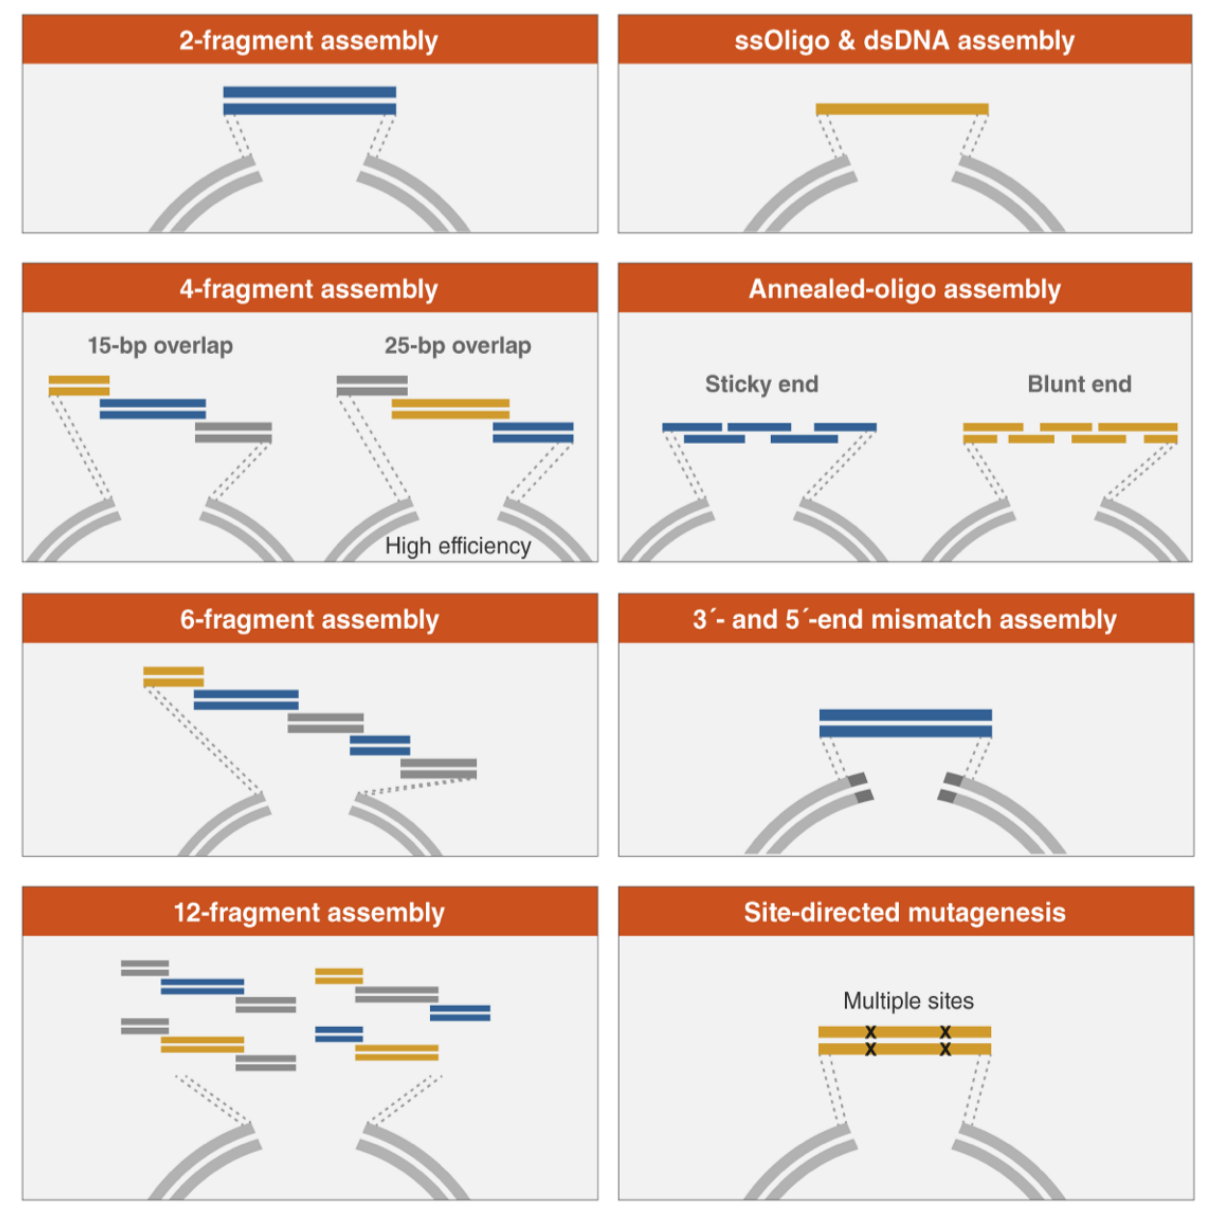 2-fragment assembly
ssOligo & dsDNA assembly
4-fragment assembly
15-bp overlap
25-bp overlap
High efficiency
Annealed-oligo assembly
Sticky end
Blunt end
6-fragment assembly
3´- and 5´-end mismatch assembly
12-fragment assembly
Site-directed mutagenesis
Multiple sites
x x
x x